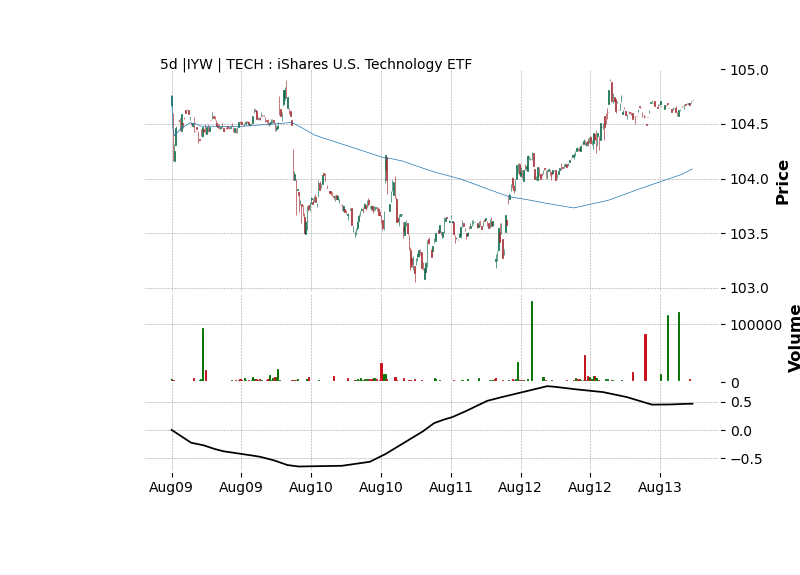 5d |IYW | TECH : iShares U.S. Technology ETF
105.0
104.5
104.0
103.5
103.0
Price
100000
0
Volume
0.5
0.0
−0.5
Aug09 Aug09 Aug10 Aug10 Aug11 Aug12 Aug12 Aug13